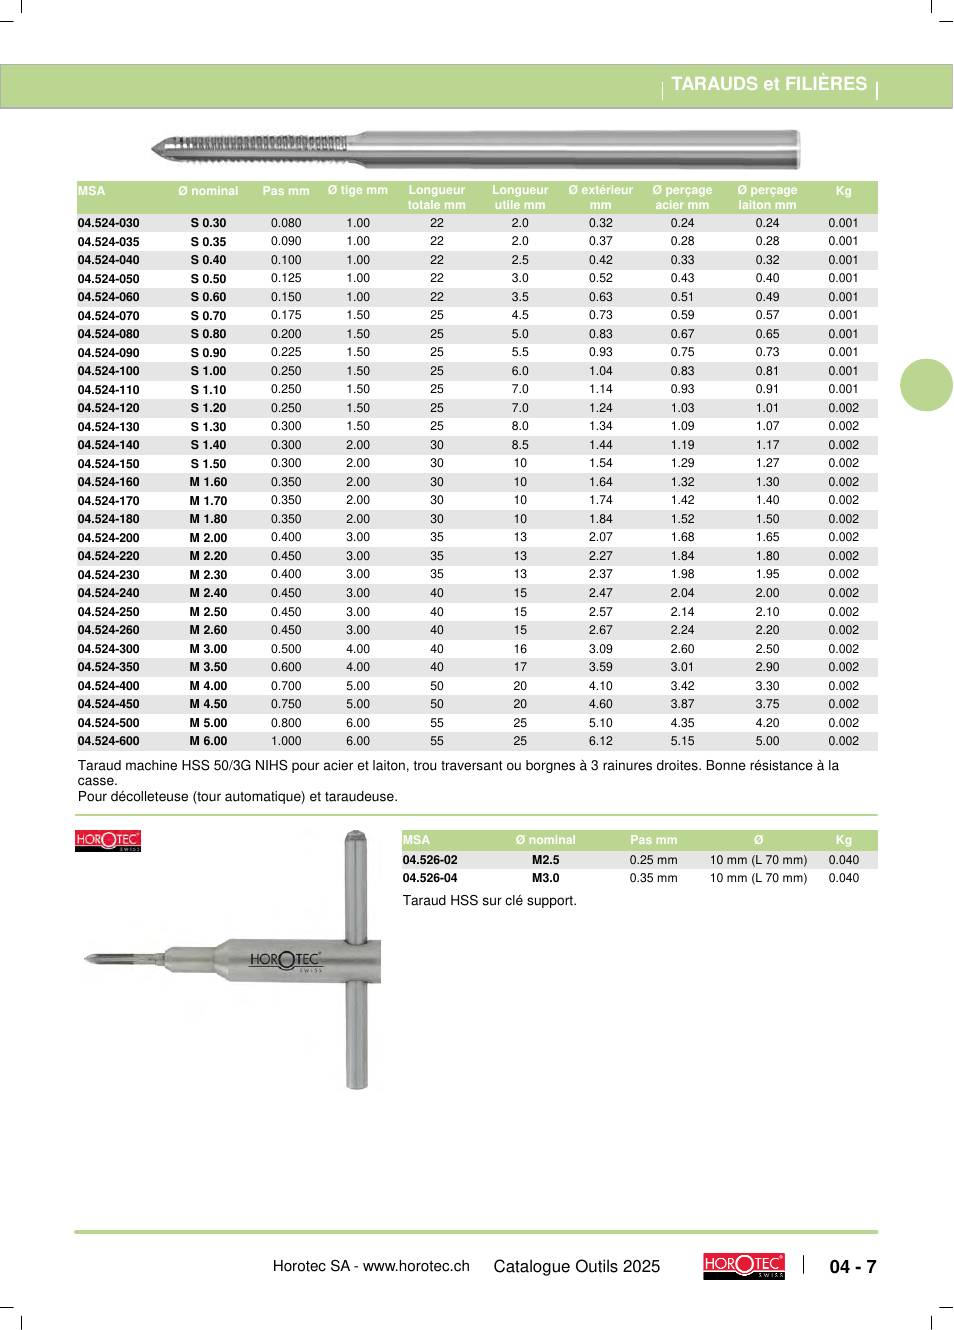 TARAUDS et FILIÈRES
MSA Ø nominal Pas mm Ø tige mm Longueur totale mm Longueur utile mm Ø extérieur mm Ø perçage acier mm Ø perçage laiton mm Kg
04.524-030 S 0.30 0.080 1.00 22 2.0 0.32 0.24 0.24 0.001
04.524-035 S 0.35 0.090 1.00 22 2.0 0.37 0.28 0.28 0.001
04.524-040 S 0.40 0.100 1.00 22 2.5 0.42 0.33 0.32 0.001
04.524-050 S 0.50 0.125 1.00 22 3.0 0.52 0.43 0.40 0.001
04.524-060 S 0.60 0.150 1.00 22 3.5 0.63 0.51 0.49 0.001
04.524-070 S 0.70 0.175 1.50 25 4.5 0.73 0.59 0.57 0.001
04.524-080 S 0.80 0.200 1.50 25 5.0 0.83 0.67 0.65 0.001
04.524-090 S 0.90 0.225 1.50 25 5.5 0.93 0.75 0.73 0.001
04.524-100 S 1.00 0.250 1.50 25 6.0 1.04 0.83 0.81 0.001
04.524-110 S 1.10 0.250 1.50 25 7.0 1.14 0.93 0.91 0.001
04.524-120 S 1.20 0.250 1.50 25 7.0 1.24 1.03 1.01 0.002
04.524-130 S 1.30 0.300 1.50 25 8.0 1.34 1.09 1.07 0.002
04.524-140 S 1.40 0.300 2.00 30 8.5 1.44 1.19 1.17 0.002
04.524-150 S 1.50 0.300 2.00 30 10 1.54 1.29 1.27 0.002
04.524-160 M 1.60 0.350 2.00 30 10 1.64 1.32 1.30 0.002
04.524-170 M 1.70 0.350 2.00 30 10 1.74 1.42 1.40 0.002
04.524-180 M 1.80 0.350 2.00 30 10 1.84 1.52 1.50 0.002
04.524-200 M 2.00 0.400 3.00 35 13 2.07 1.68 1.65 0.002
04.524-220 M 2.20 0.450 3.00 35 13 2.27 1.84 1.80 0.002
04.524-230 M 2.30 0.400 3.00 35 13 2.37 1.98 1.95 0.002
04.524-240 M 2.40 0.450 3.00 40 15 2.47 2.04 2.00 0.002
04.524-250 M 2.50 0.450 3.00 40 15 2.57 2.14 2.10 0.002
04.524-260 M 2.60 0.450 3.00 40 15 2.67 2.24 2.20 0.002
04.524-300 M 3.00 0.500 4.00 40 16 3.09 2.60 2.50 0.002
04.524-350 M 3.50 0.600 4.00 40 17 3.59 3.01 2.90 0.002
04.524-400 M 4.00 0.700 5.00 50 20 4.10 3.42 3.30 0.002
04.524-450 M 4.50 0.750 5.00 50 20 4.60 3.87 3.75 0.002
04.524-500 M 5.00 0.800 6.00 55 25 5.10 4.35 4.20 0.002
04.524-600 M 6.00 1.000 6.00 55 25 6.12 5.15 5.00 0.002
Taraud machine HSS 50/3G NIHS pour acier et laiton, trou traversant ou borgnes à 3 rainures droites. Bonne résistance à la
casse.
Pour décolleteuse (tour automatique) et taraudeuse.
HOROTEC
SWISS
HOROTEC
SWISS
MSA Ø nominal Pas mm Ø Kg
04.526-02 M2.5 0.25 mm 10 mm (L 70 mm) 0.040
04.526-04 M3.0 0.35 mm 10 mm (L 70 mm) 0.040
Taraud HSS sur clé support.
Horotec SA - www.horotec.ch Catalogue Outils 2025 HOROTEC SWISS 04 - 7